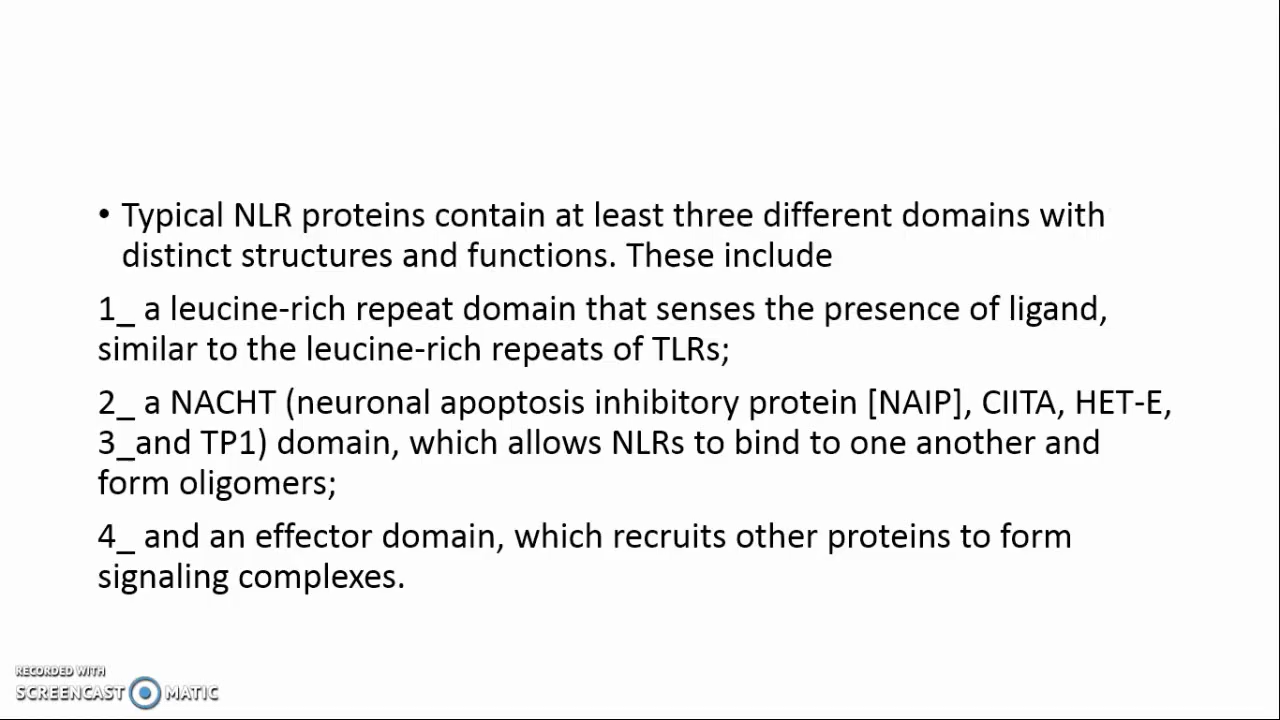 • Typical NLR proteins contain at least three different domains with
distinct structures and functions. These include
1_ a leucine-rich repeat domain that senses the presence of ligand,
similar to the leucine-rich repeats of TLRs;
2_ a NACHT (neuronal apoptosis inhibitory protein [NAIP], CIITA, HET-E,
3_and TP1) domain, which allows NLRs to bind to one another and
form oligomers;
4_ and an effector domain, which recruits other proteins to form
signaling complexes.
RECORDED WITH
SCREENCAST MATIC